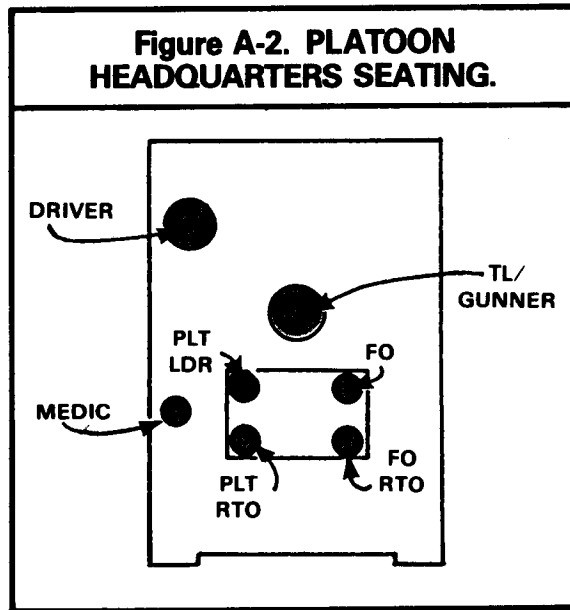 Figure A-2. PLATOON
HEADQUARTERS SEATING.
DRIVER
TL/
GUNNER
PLT
LDR
FO
MEDIC
PLT
RTO
FO
RTO